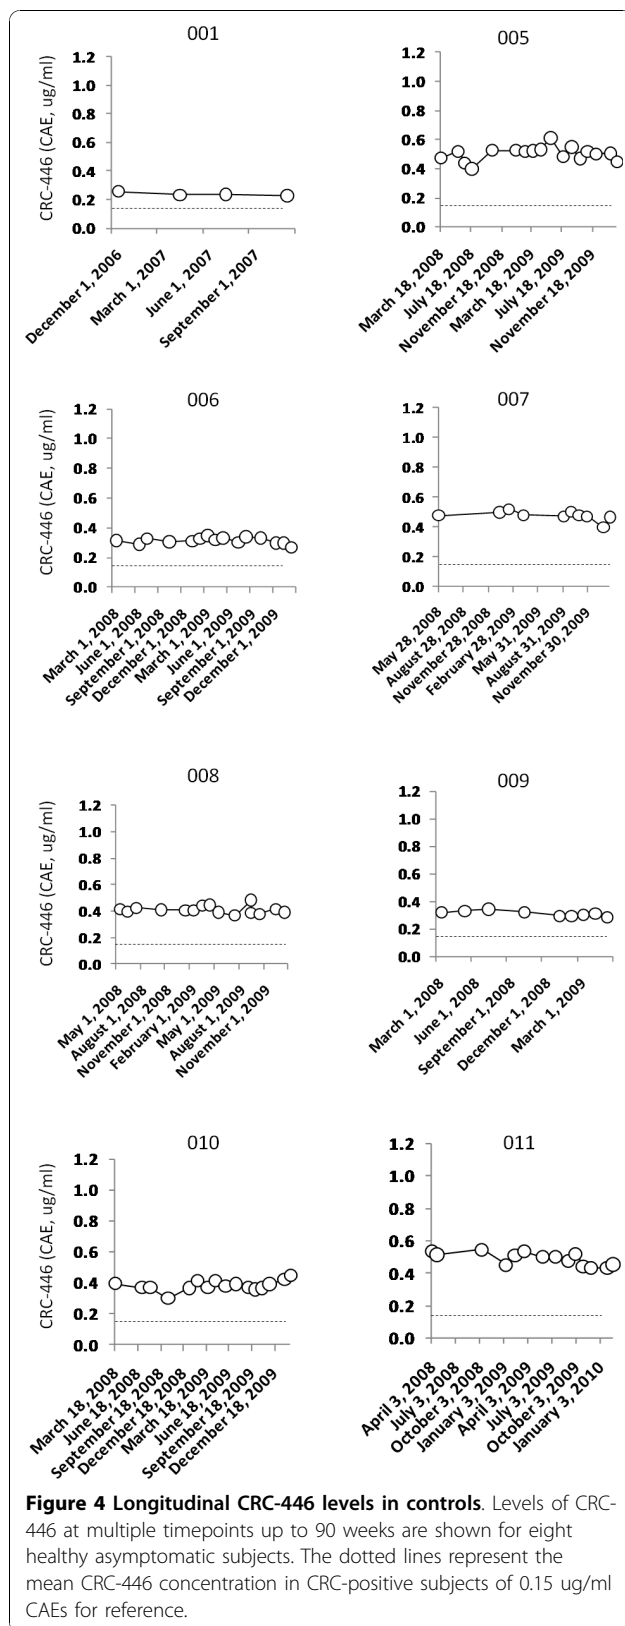 001
CRC-446 (CAE, ug/ml)
1.2
1.0
0.8
0.6
0.4
0.2
0.0
December 1, 2006
March 1, 2007
June 1, 2007
September 1, 2007
005
1.2
1.0
0.8
0.6
0.4
0.2
0.0
March 18, 2008
July 18, 2008
November 18, 2008
March 18, 2009
July 18, 2009
November 18, 2009
006
CRC-446 (CAE, ug/ml)
1.2
1.0
0.8
0.6
0.4
0.2
0.0
March 1, 2008
June 1, 2008
September 1, 2008
December 1, 2008
March 1, 2009
June 1, 2009
September 1, 2009
December 1, 2009
007
1.2
1.0
0.8
0.6
0.4
0.2
0.0
May 28, 2008
August 28, 2008
November 28, 2008
February 28, 2009
May 31, 2009
August 31, 2009
November 30, 2009
008
CRC-446 (CAE, ug/ml)
1.2
1.0
0.8
0.6
0.4
0.2
0.0
May 1, 2008
August 1, 2008
November 1, 2008
February 1, 2009
May 1, 2009
August 1, 2009
November 1, 2009
009
1.2
1.0
0.8
0.6
0.4
0.2
0.0
March 1, 2008
June 1, 2008
September 1, 2008
December 1, 2008
March 1, 2009
010
CRC-446 (CAE, ug/ml)
1.2
1.0
0.8
0.6
0.4
0.2
0.0
March 18, 2008
June 18, 2008
September 18, 2008
December 18, 2008
March 18, 2009
June 18, 2009
September 18, 2009
December 18, 2009
011
1.2
1.0
0.8
0.6
0.4
0.2
0.0
April 3, 2008
July 3, 2008
October 3, 2008
January 3, 2009
April 3, 2009
July 3, 2009
October 3, 2009
January 3, 2010
Figure 4 Longitudinal CRC-446 levels in controls. Levels of CRC-
446 at multiple timepoints up to 90 weeks are shown for eight
healthy asymptomatic subjects. The dotted lines represent the
mean CRC-446 concentration in CRC-positive subjects of 0.15 ug/ml
CAEs for reference.